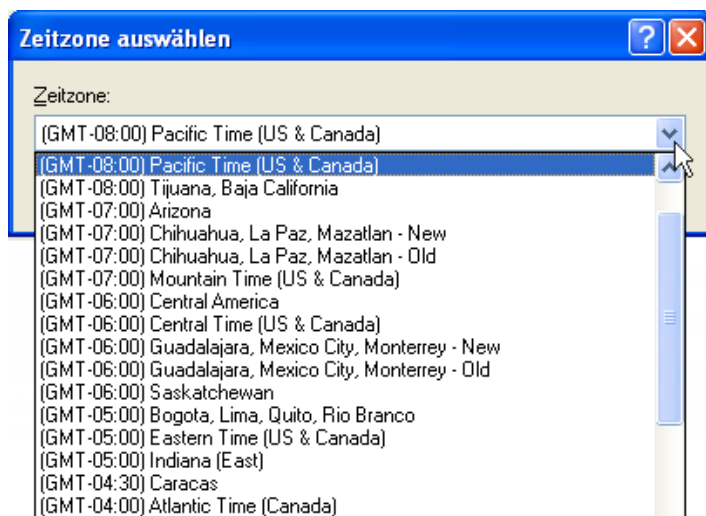 Zeitzone auswählen
Zeitzone:
(GMT-08:00) Pacific Time (US & Canada)
(GMT-08:00) Pacific Time (US & Canada)
(GMT-08:00) Tijuana, Baja California
(GMT-07:00) Arizona
(GMT-07:00) Chihuahua, La Paz, Mazatlan - New
(GMT-07:00) Chihuahua, La Paz, Mazatlan - Old
(GMT-07:00) Mountain Time (US & Canada)
(GMT-06:00) Central America
(GMT-06:00) Central Time (US & Canada)
(GMT-06:00) Guadalajara, Mexico City, Monterrey - New
(GMT-06:00) Guadalajara, Mexico City, Monterrey - Old
(GMT-06:00) Saskatchewan
(GMT-05:00) Bogota, Lima, Quito, Rio Branco
(GMT-05:00) Eastern Time (US & Canada)
(GMT-05:00) Indiana (East)
(GMT-04:30) Caracas
(GMT-04:00) Atlantic Time (Canada)